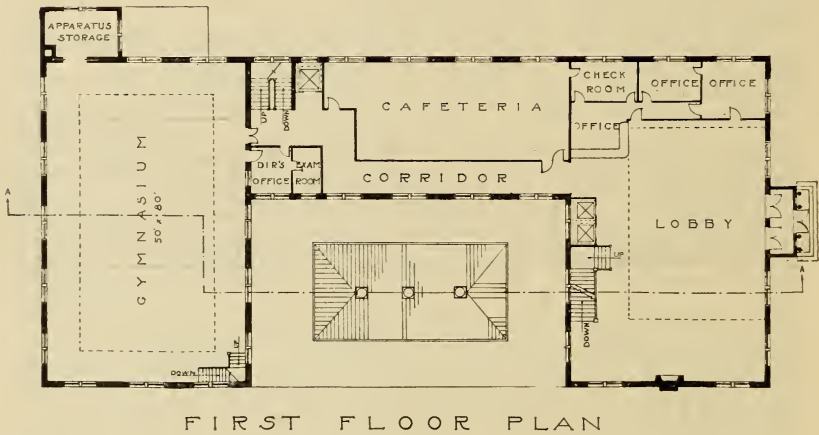 APPARATUS
STORAGE
CHECK
ROOM
OFFICE
OFFICE
CAFETERIA
OFFICE
UP
DOWN
DIR'S
OFFICE
EXAM
ROOM
CORRIDOR
GYMNASIUM
50' x 80'
A
LOBBY
UP
A
DOWN
UP
DOWN
FIRST FLOOR PLAN